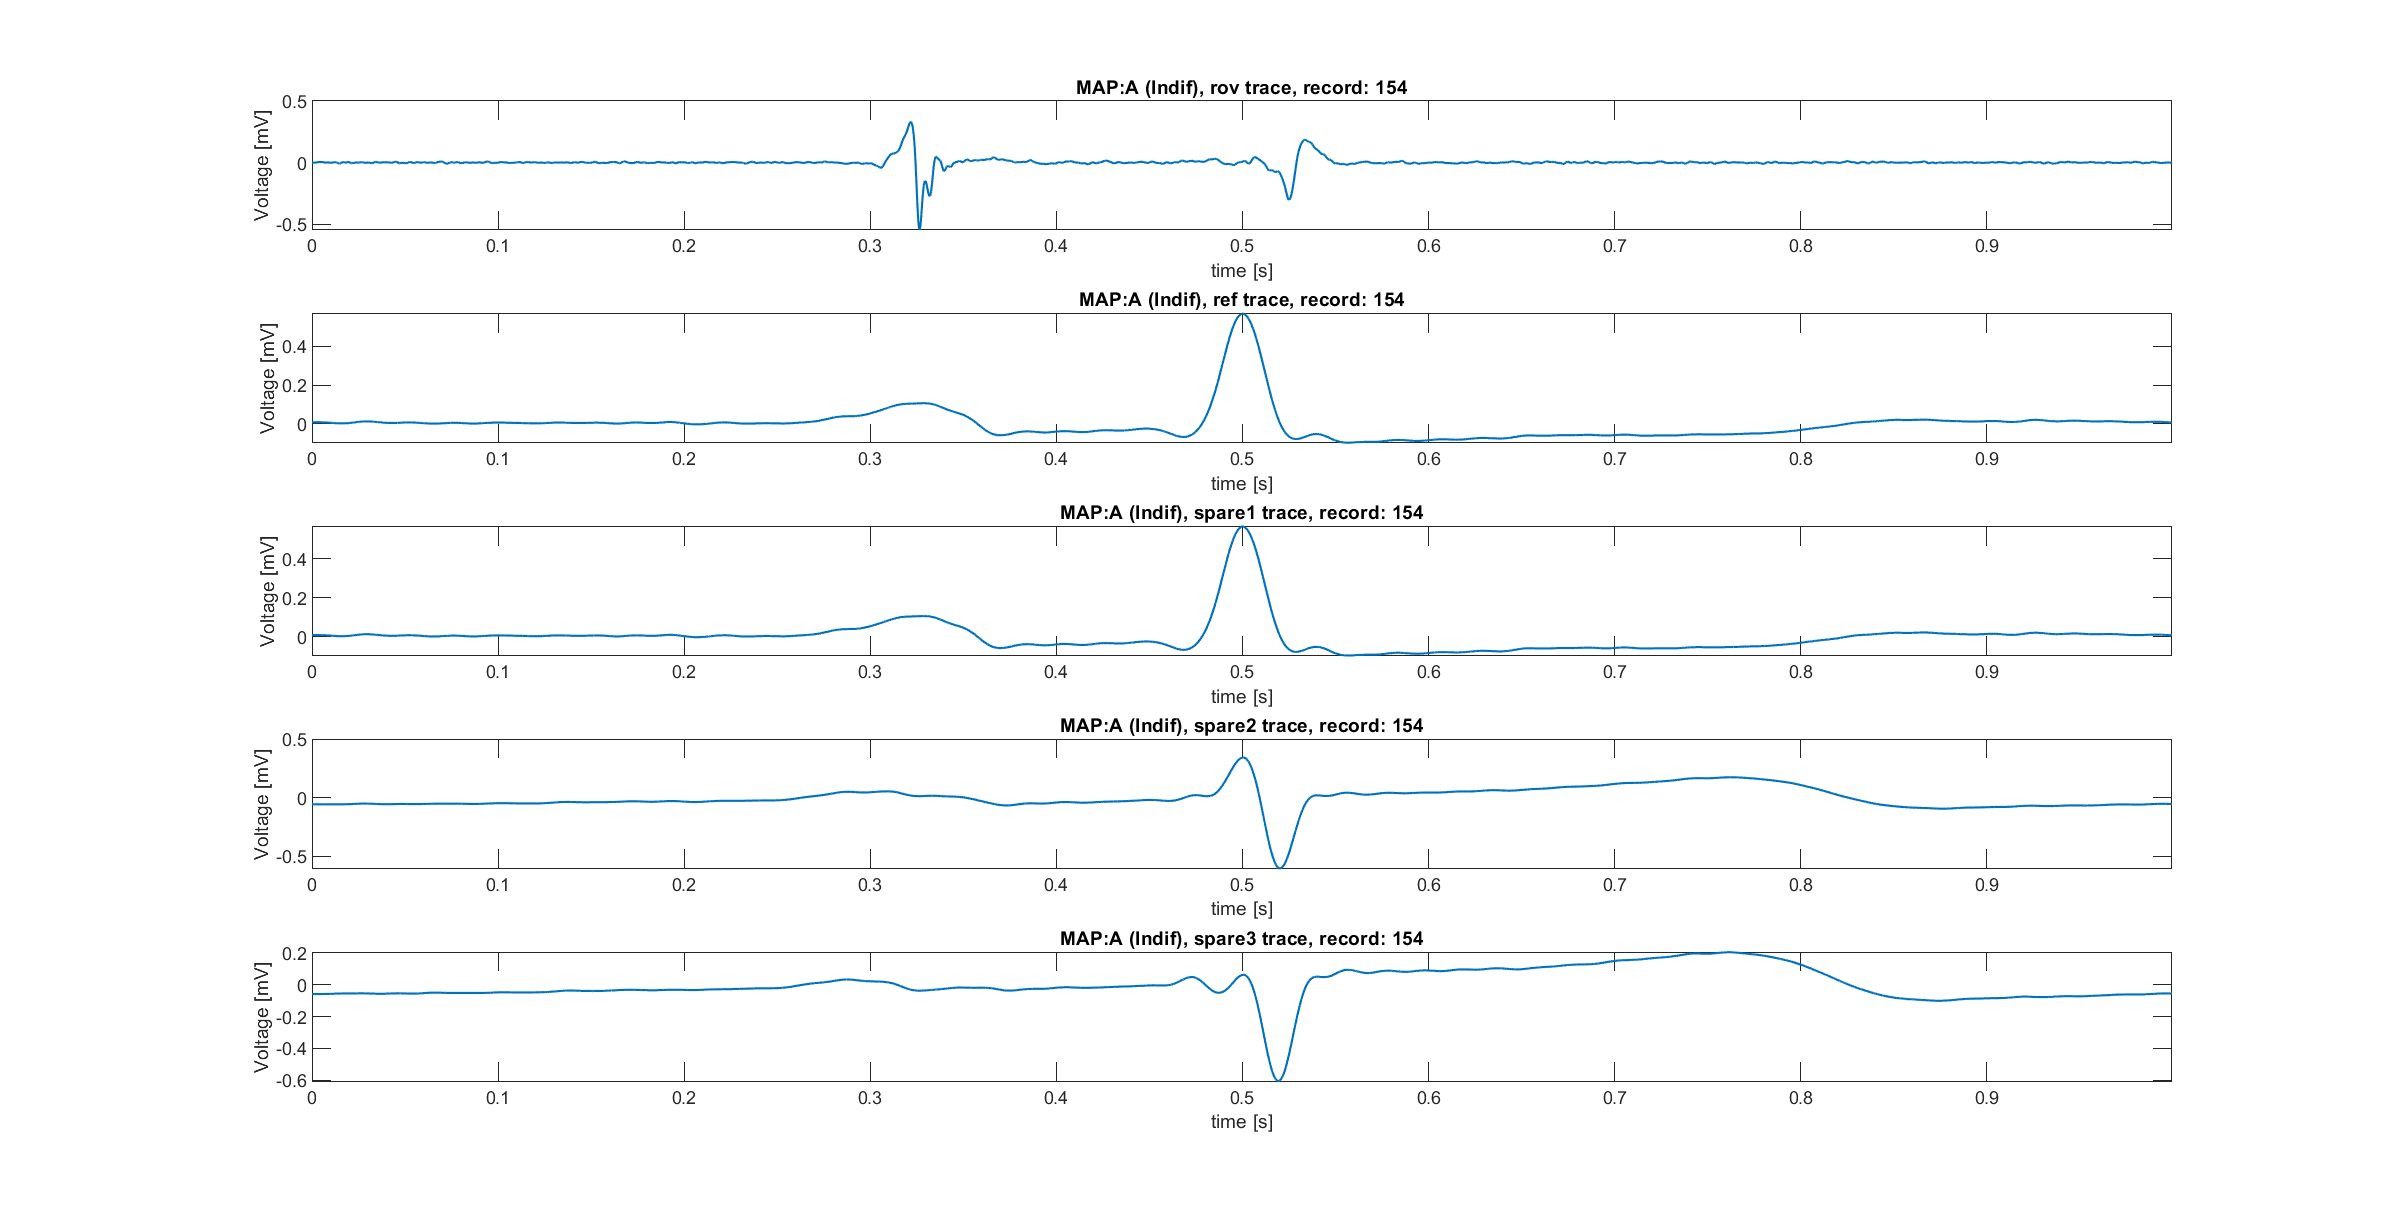 MAP:A (Indif), rov trace, record: 154
Voltage [mV]
0.5
0
-0.5
0 0.1 0.2 0.3 0.4 0.5 0.6 0.7 0.8 0.9
time [s]
MAP:A (Indif), ref trace, record: 154
Voltage [mV]
0.4
0.2
0
0 0.1 0.2 0.3 0.4 0.5 0.6 0.7 0.8 0.9
time [s]
MAP:A (Indif), spare1 trace, record: 154
Voltage [mV]
0.4
0.2
0
0 0.1 0.2 0.3 0.4 0.5 0.6 0.7 0.8 0.9
time [s]
MAP:A (Indif), spare2 trace, record: 154
Voltage [mV]
0.5
0
-0.5
0 0.1 0.2 0.3 0.4 0.5 0.6 0.7 0.8 0.9
time [s]
MAP:A (Indif), spare3 trace, record: 154
Voltage [mV]
0.2
0
-0.2
-0.4
-0.6
0 0.1 0.2 0.3 0.4 0.5 0.6 0.7 0.8 0.9
time [s]